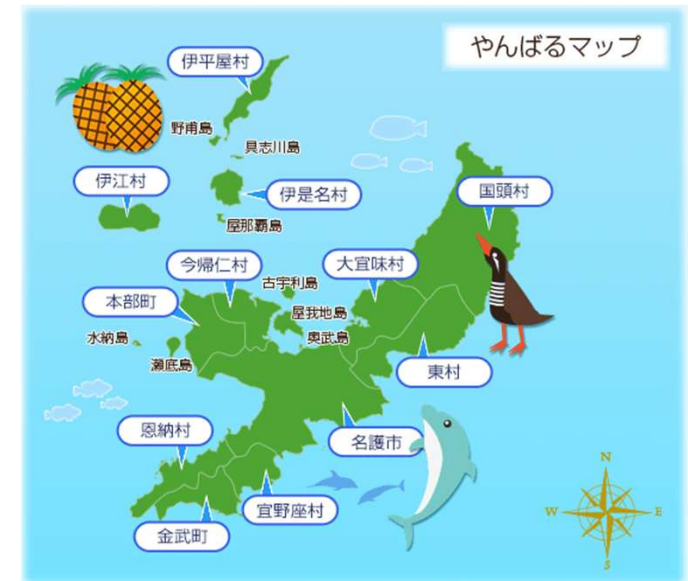 やんばるマップ
伊平屋村
野甫島
具志川島
伊江村
伊是名村
国頭村
屋那覇島
今帰仁村
大宜味村
古宇利島
本部町
屋我地島
水納島
奥武島
瀬底島
東村
恩納村
名護市
宜野座村
金武町
N
W
E
S